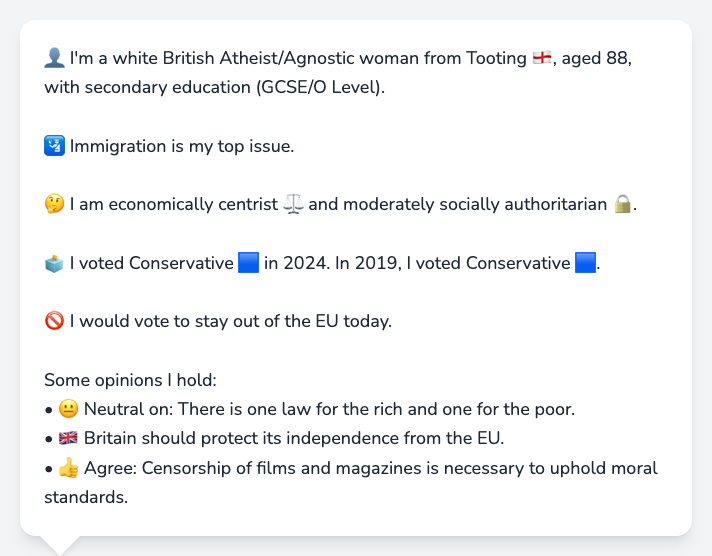 👤 I'm a white British Atheist/Agnostic woman from Tooting 🏴󠁧󠁢󠁥󠁮󠁧󠁿, aged 88,
with secondary education (GCSE/O Level).
🛂 Immigration is my top issue.
🤔 I am economically centrist ⚖️ and moderately socially authoritarian 🔒.
🗳️ I voted Conservative 🟦 in 2024. In 2019, I voted Conservative 🟦.
🚫 I would vote to stay out of the EU today.
Some opinions I hold:
• 😐 Neutral on: There is one law for the rich and one for the poor.
• 🇬🇧 Britain should protect its independence from the EU.
• 👍 Agree: Censorship of films and magazines is necessary to uphold moral
standards.